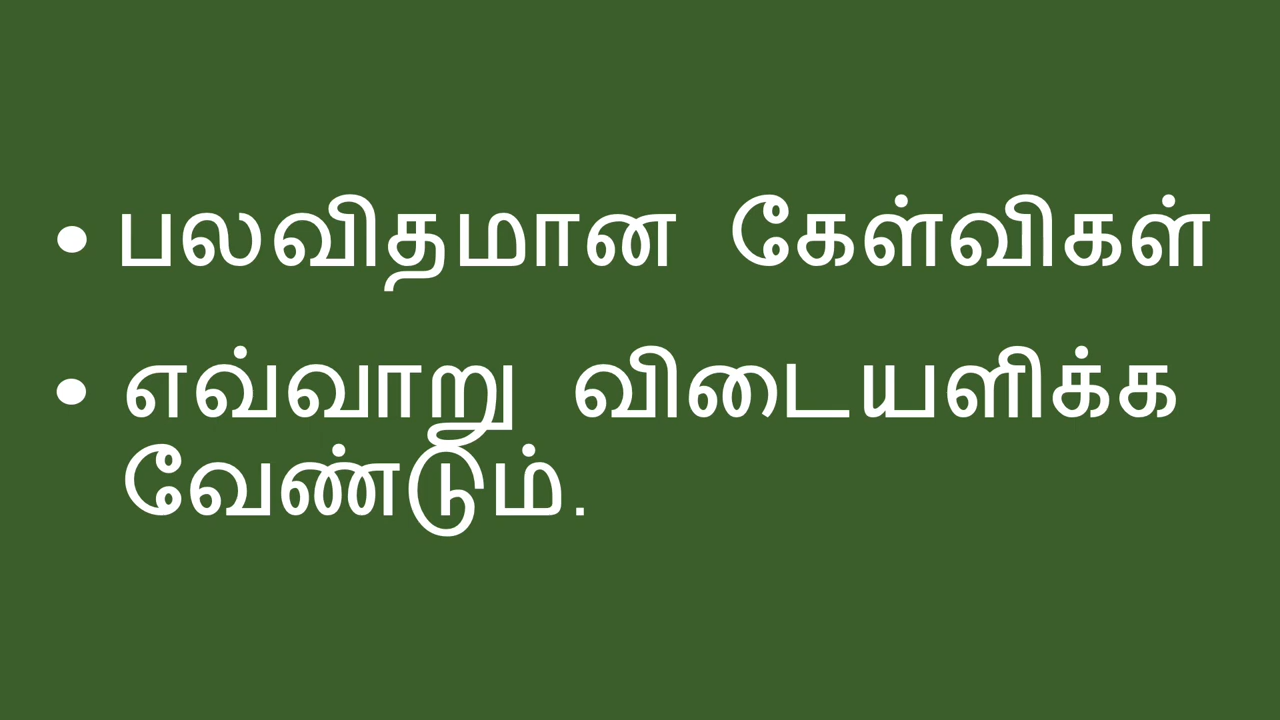 • பலவிதமான கேள்விகள்
• எவ்வாறு விடையளிக்க
வேண்டும்.